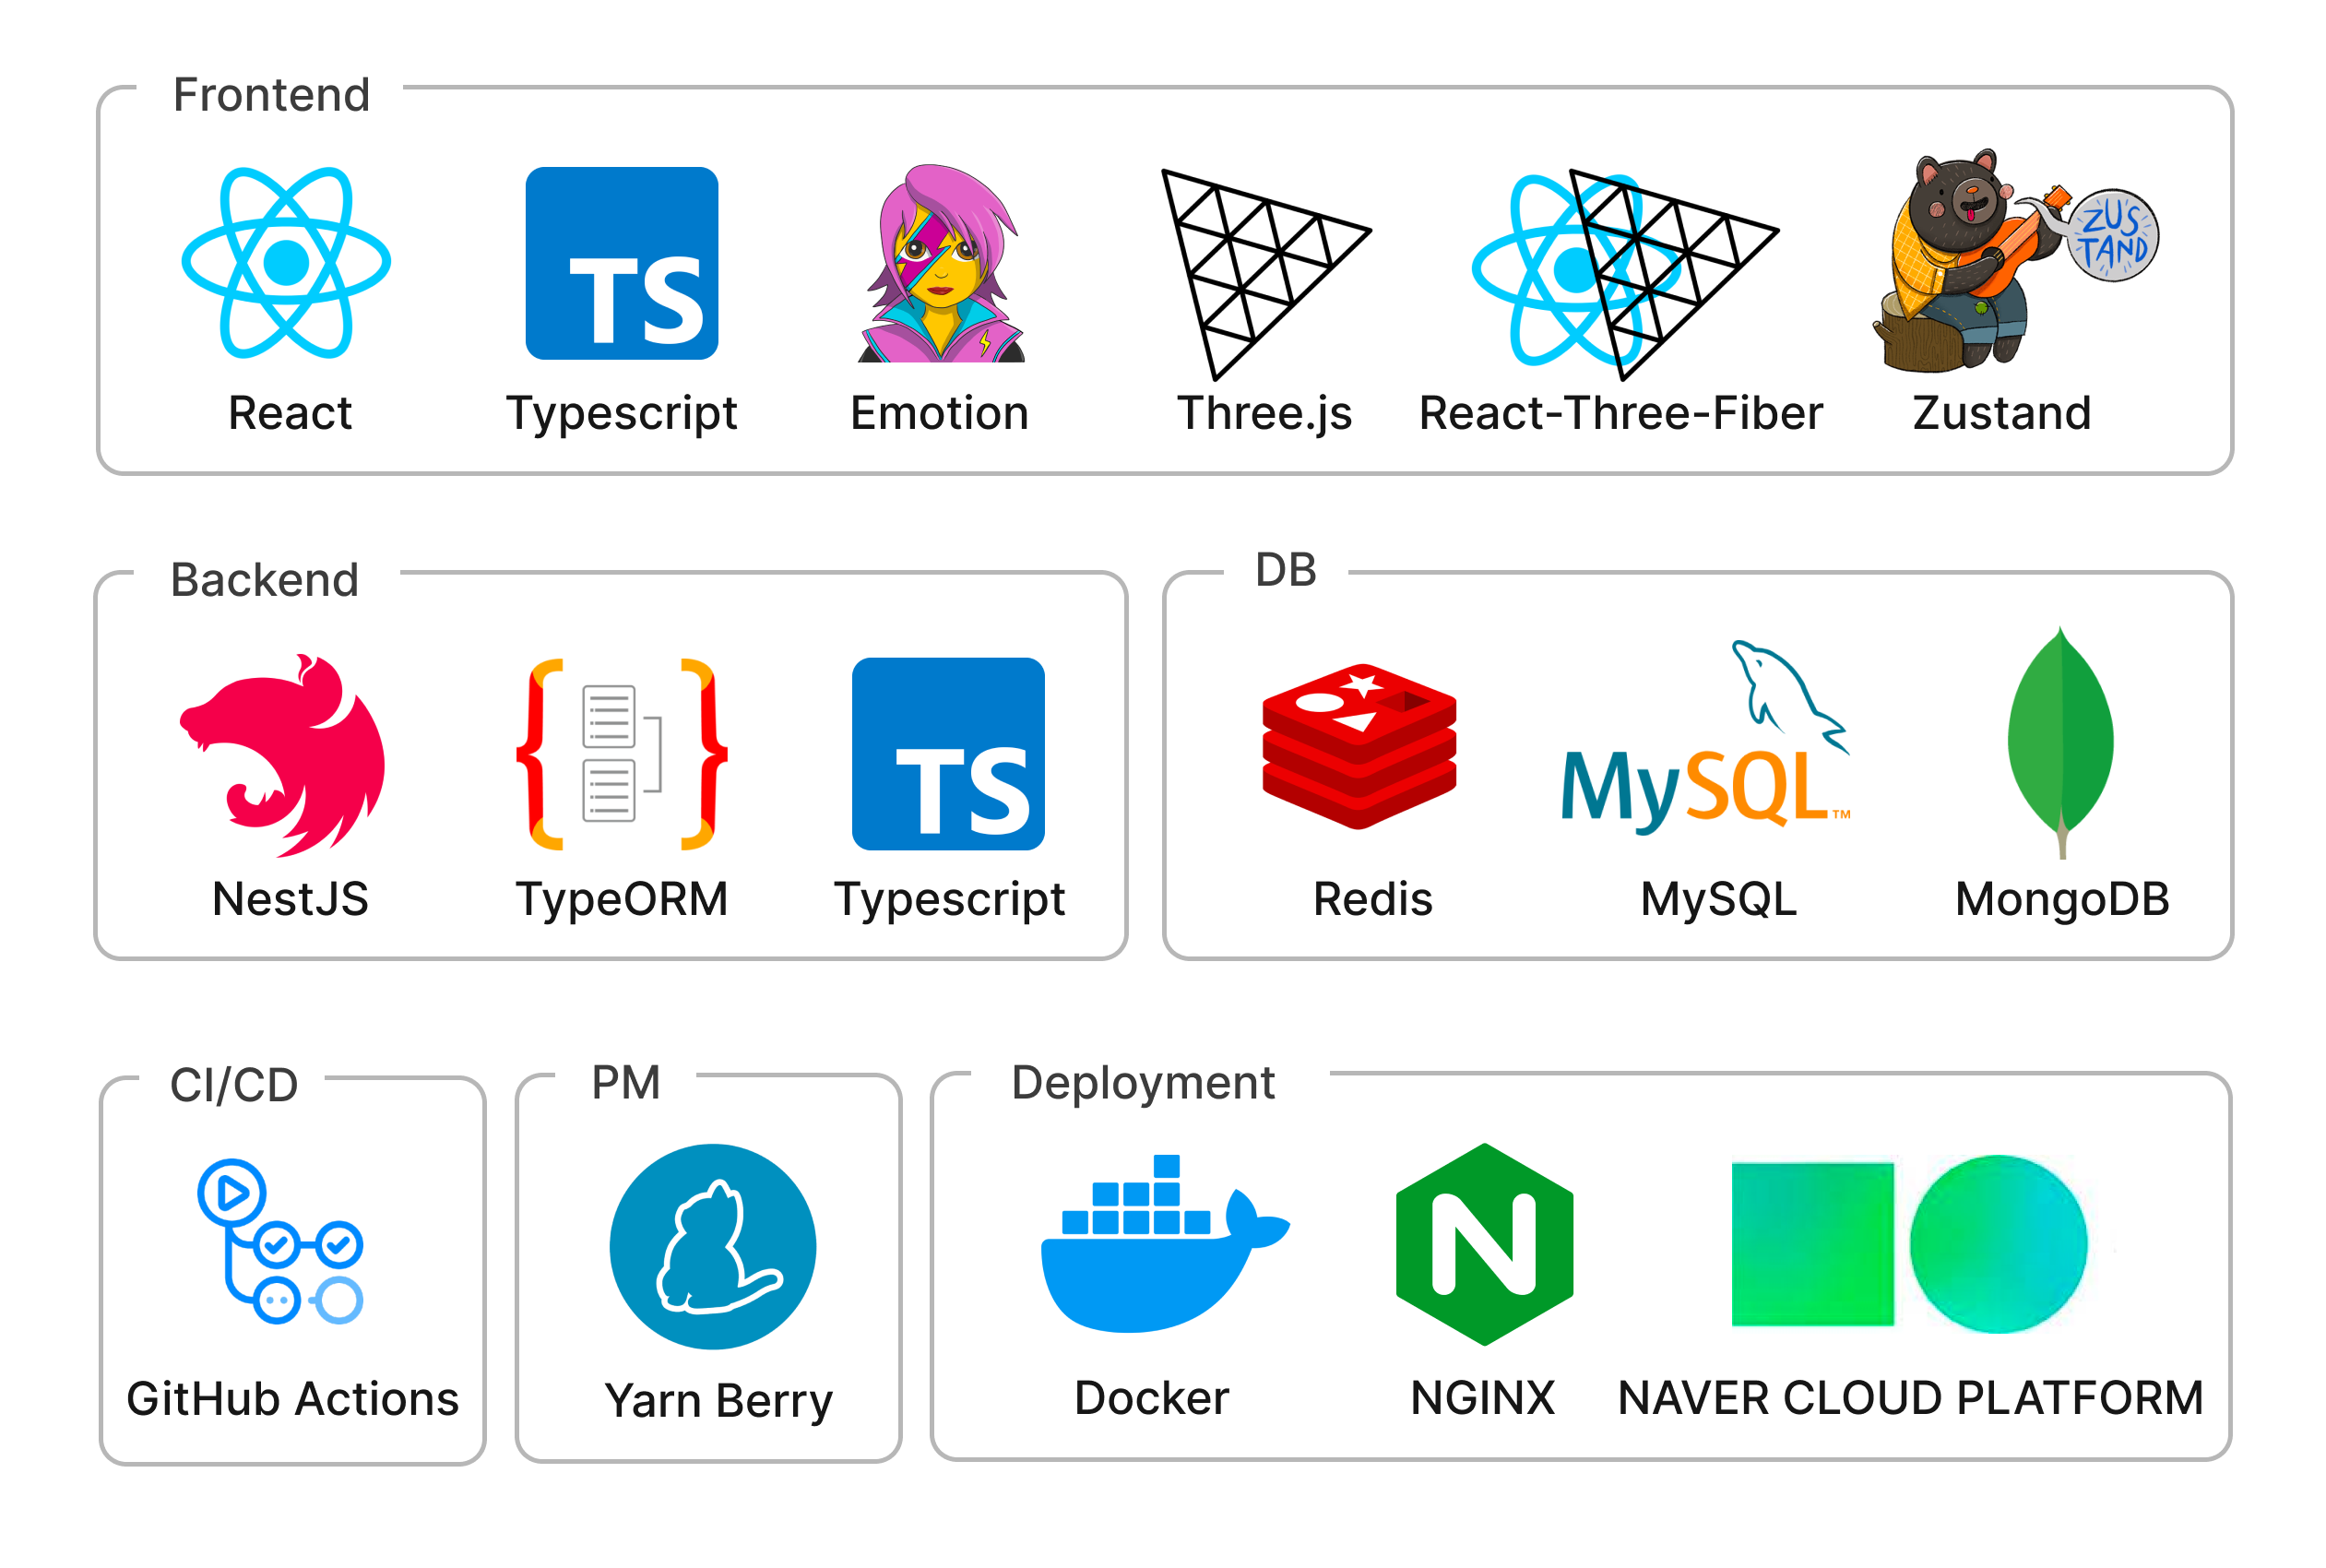 Frontend
TS
ZUS
TAND
React
Typescript
Emotion
Three.js
React-Three-Fiber
Zustand
Backend
TS
NestJS
TypeORM
Typescript
DB
MySQL™
Redis
MySQL
MongoDB
CI/CD
GitHub Actions
PM
Yarn Berry
Deployment
N
Docker
NGINX
NAVER CLOUD PLATFORM